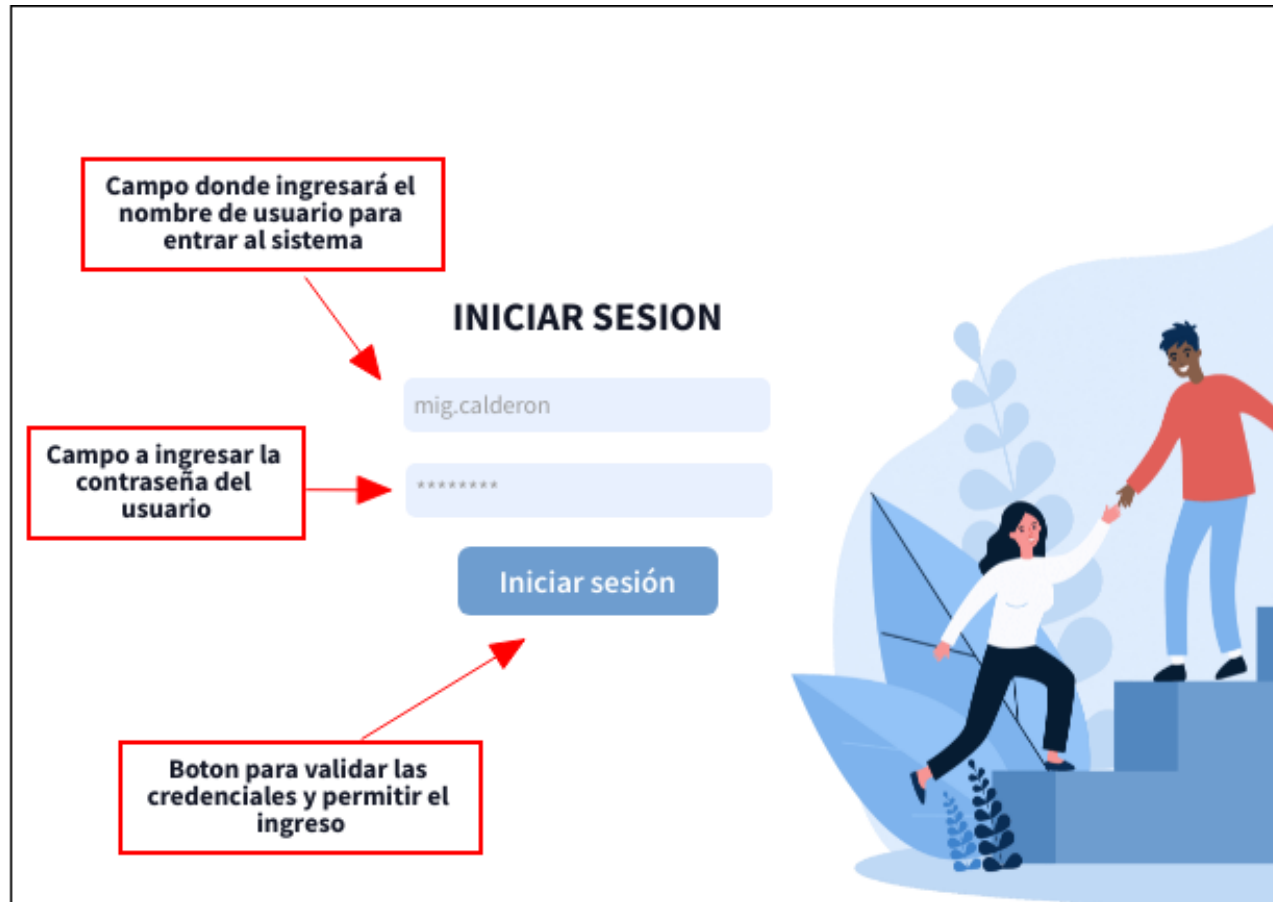 Campo donde ingresará el
nombre de usuario para
entrar al sistema
INICIAR SESION
mig.calderon
Campo a ingresar la
contraseña del
usuario
********
Iniciar sesión
Boton para validar las
credenciales y permitir el
ingreso